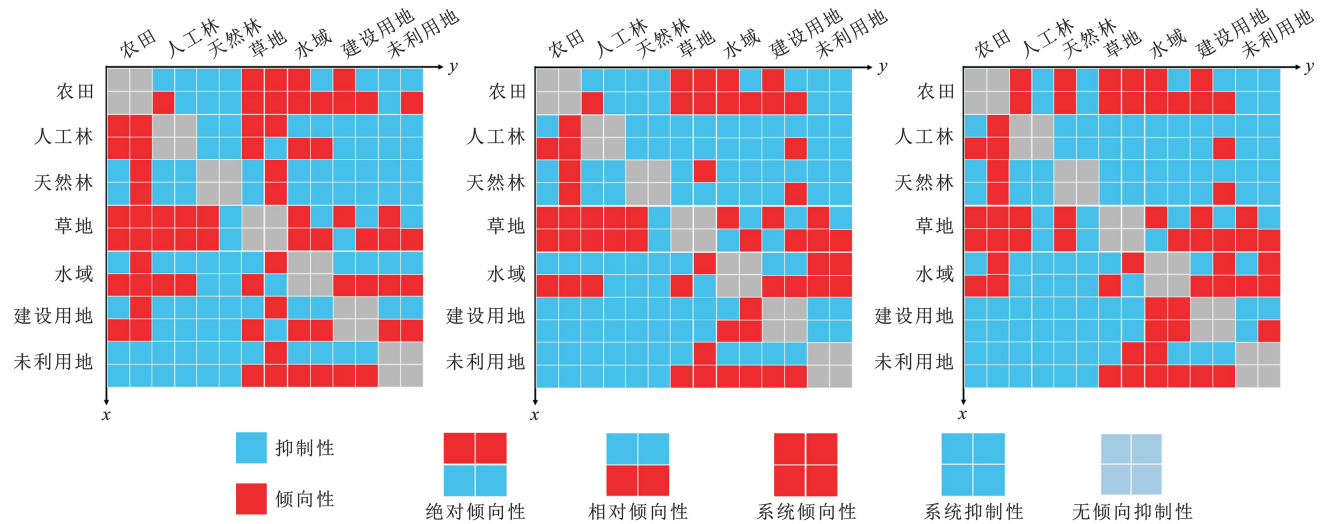 农田 人工林 天然林 草地 水域 建设用地 未利用地
y
农田
人工林
天然林
草地
水域
建设用地
未利用地
x
农田 人工林 天然林 草地 水域 建设用地 未利用地
y
农田
人工林
天然林
草地
水域
建设用地
未利用地
x
农田 人工林 天然林 草地 水域 建设用地 未利用地
y
农田
人工林
天然林
草地
水域
建设用地
未利用地
x
抑制性
倾向性
绝对倾向性 相对倾向性 系统倾向性 系统抑制性 无倾向抑制性